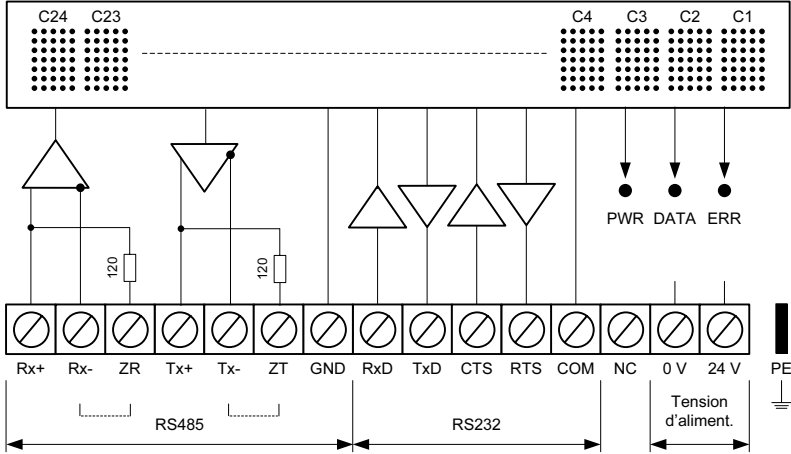 C24 C23 C4 C3 C2 C1
PWR DATA ERR
120 120
Rx+ Rx- ZR Tx+ Tx- ZT GND RxD TxD CTS RTS COM NC 0 V 24 V PE
RS485 RS232 Tension
d'aliment.